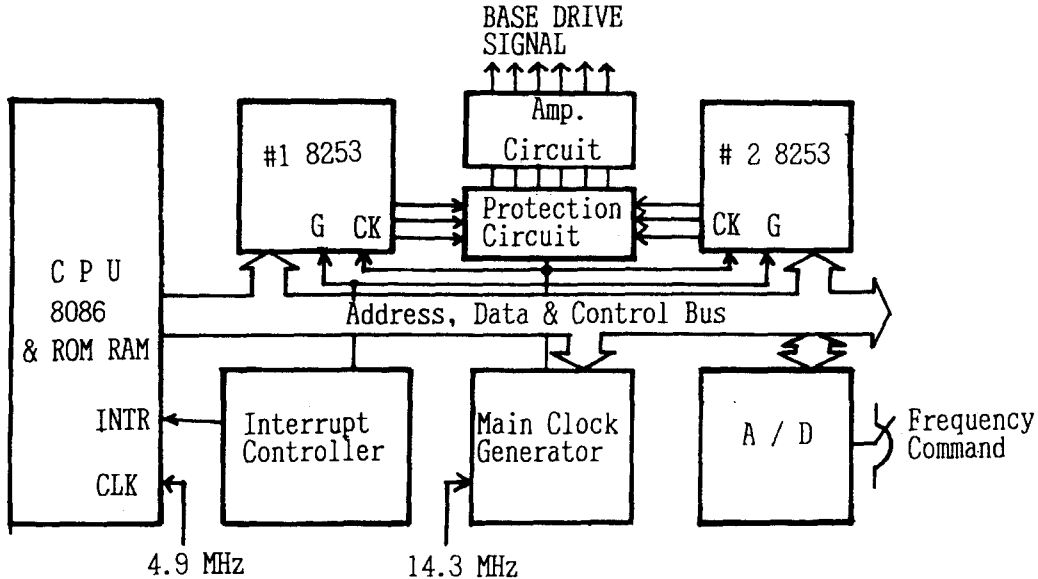 BASE DRIVE
SIGNAL
Amp.
Circuit
#1 8253
# 2 8253
Protection
Circuit
G CK
CK G
C P U
8086
& ROM RAM
Address, Data & Control Bus
INTR
CLK
Interrupt
Controller
Main Clock
Generator
A / D
Frequency
Command
4.9 MHz
14.3 MHz